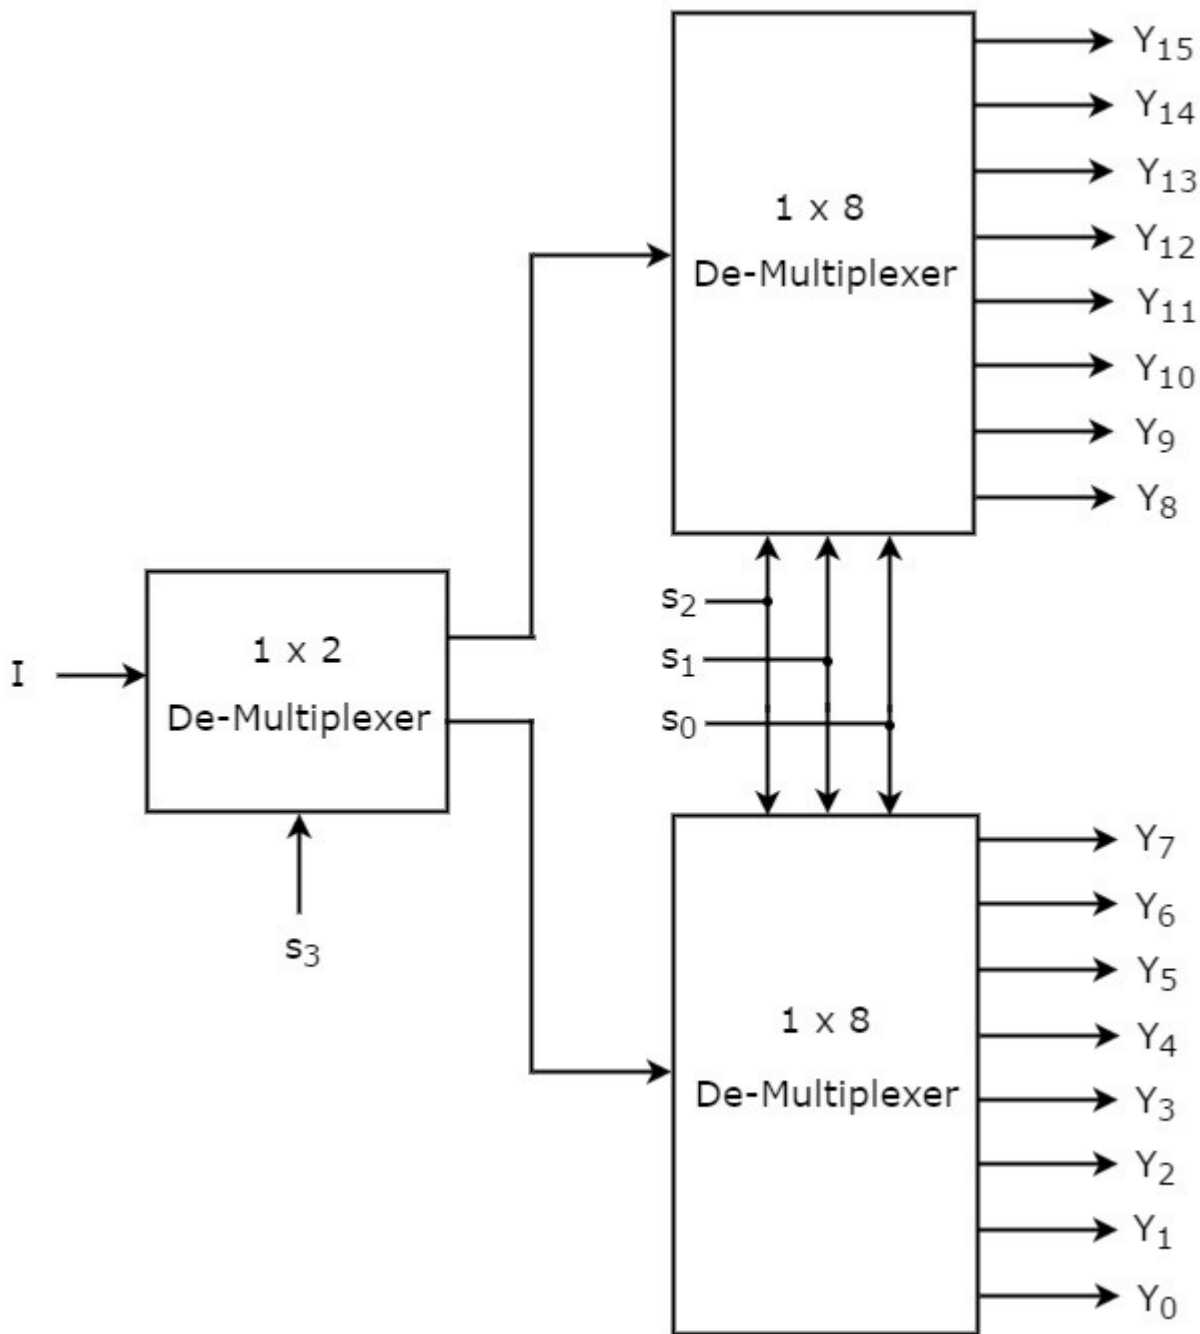 Y15
Y14
Y13
1 x 8
Y12
De-Multiplexer
Y11
Y10
Y9
Y8
s2
1 x 2
s1
I
De-Multiplexer
s0
Y7
Y6
s3
Y5
1 x 8
Y4
De-Multiplexer
Y3
Y2
Y1
Y0